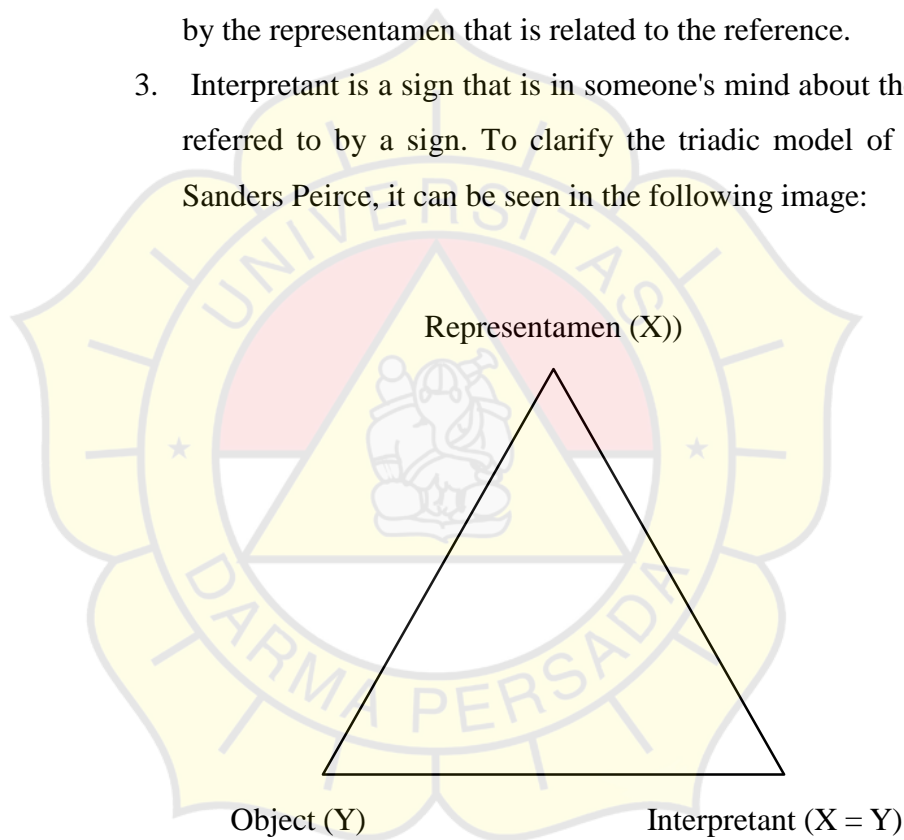 by the representamen that is related to the reference.
3. Interpretant is a sign that is in someone's mind about th
referred to by a sign. To clarify the triadic model of
Sanders Peirce, it can be seen in the following image:
UNIVERSITAS
Representamen (X))
DARMA PERSADA
Object (Y) Interpretant (X = Y)